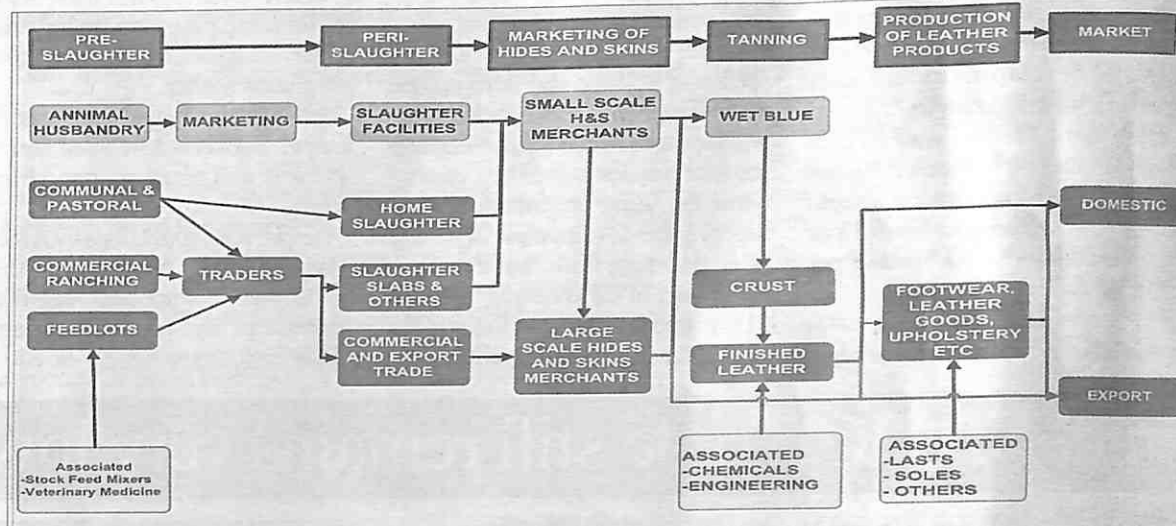 PRE-
SLAUGHTER
PERI-
SLAUGHTER
MARKETING OF
HIDES AND SKINS
TANNING
PRODUCTION
OF LEATHER
PRODUCTS
MARKET
ANNIMAL
HUSBANDRY
MARKETING
SLAUGHTER
FACILITIES
SMALL SCALE
H&S
MERCHANTS
WET BLUE
COMMUNAL &
PASTORAL
HOME
SLAUGHTER
DOMESTIC
COMMERCIAL
RANCHING
TRADERS
SLAUGHTER
SLABS &
OTHERS
CRUST
FOOTWEAR,
LEATHER
GOODS,
UPHOLSTERY
ETC
FEEDLOTS
COMMERCIAL
AND EXPORT
TRADE
LARGE
SCALE HIDES
AND SKINS
MERCHANTS
FINISHED
LEATHER
EXPORT
Associated
-Stock Feed Mixers
-Veterinary Medicine
ASSOCIATED
-CHEMICALS
-ENGINEERING
ASSOCIATED
-LASTS
- SOLES
- OTHERS